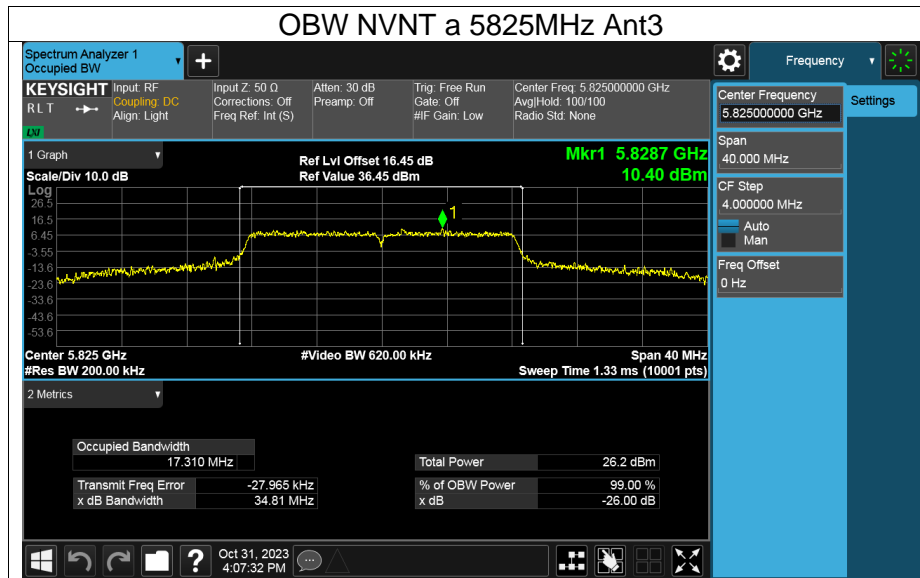 OBW NVNT a 5825MHz Ant3
Spectrum Analyzer 1
Occupied BW
+
Frequency
KEYSIGHT
RLT
LXI
Input: RF
Coupling: DC
Align: Light
Input Z: 50 Ω
Corrections: Off
Freq Ref: Int (S)
Atten: 30 dB
Preamp: Off
Trig: Free Run
Gate: Off
#IF Gain: Low
Center Freq: 5.825000000 GHz
Avg|Hold: 100/100
Radio Std: None
Center Frequency
5.825000000 GHz
Settings
Span
40.000 MHz
CF Step
4.000000 MHz
Auto
Man
Freq Offset
0 Hz
1 Graph
Scale/Div 10.0 dB
Ref Lvl Offset 16.45 dB
Ref Value 36.45 dBm
Mkr1 5.8287 GHz
10.40 dBm
Log
26.5
16.5
6.45
-3.55
-13.6
-23.6
-33.6
-43.6
-53.6
1
Center 5.825 GHz
#Video BW 620.00 kHz
Span 40 MHz
#Res BW 200.00 kHz
Sweep Time 1.33 ms (10001 pts)
2 Metrics
Occupied Bandwidth
17.310 MHz
Total Power 26.2 dBm
Transmit Freq Error -27.965 kHz
% of OBW Power 99.00 %
x dB Bandwidth 34.81 MHz
x dB -26.00 dB
?
Oct 31, 2023
4:07:32 PM